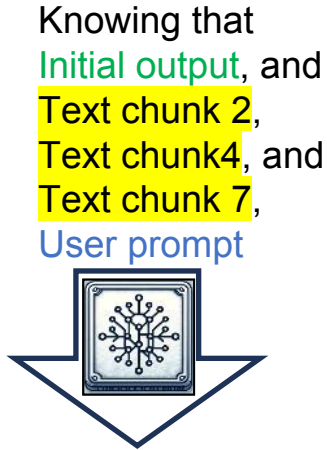 Knowing that
Initial output, and
Text chunk 2,
Text chunk4, and
Text chunk 7,
User prompt